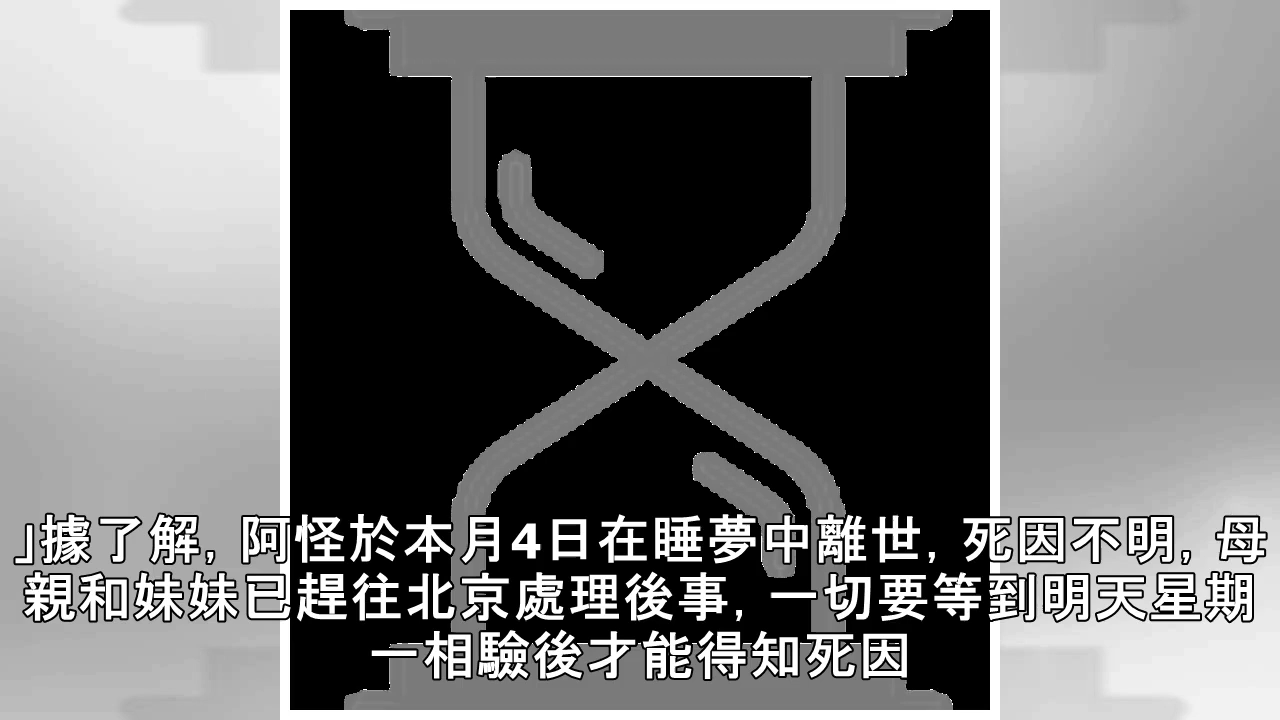 」據了解, 阿怪於本月4日在睡夢中離世, 死因不明, 母
親和妹妹已趕往北京處理後事, 一切要等到明天星期
一相驗後才能得知死因